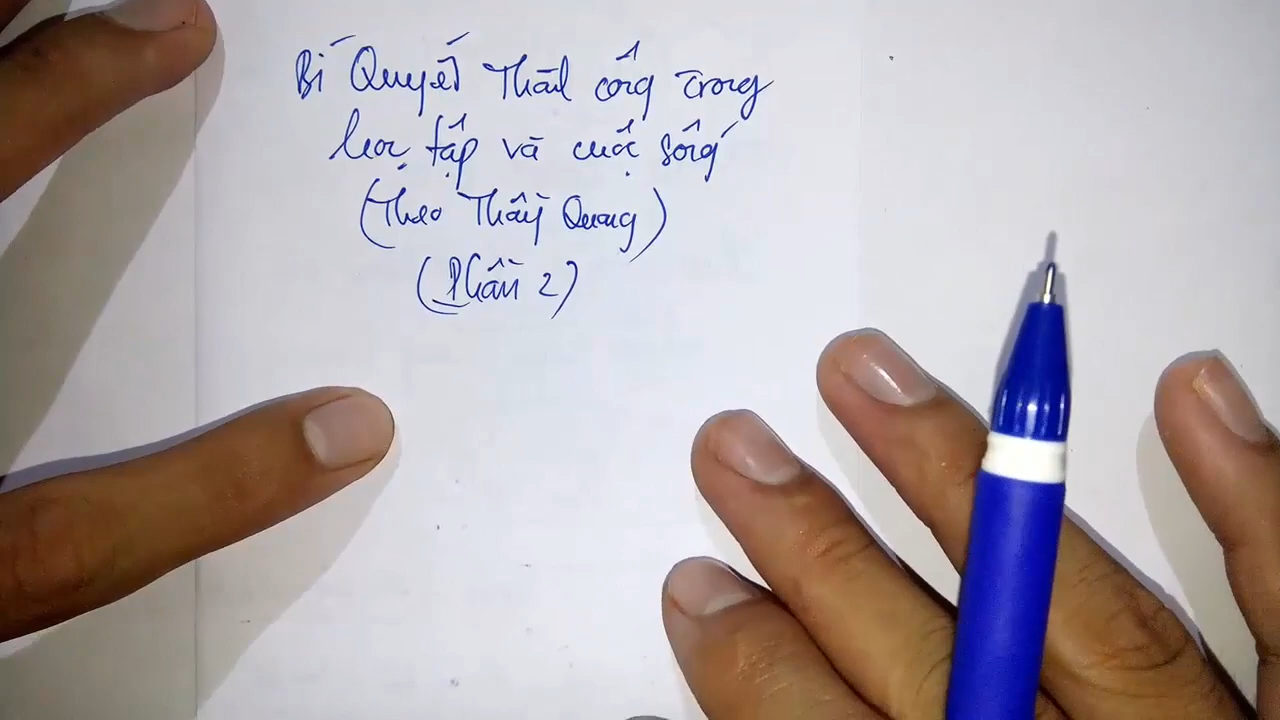 Bí Quyết Thành công trong
học tập và cuộc sống
(Theo Thầy Quang)
(Phần 2)